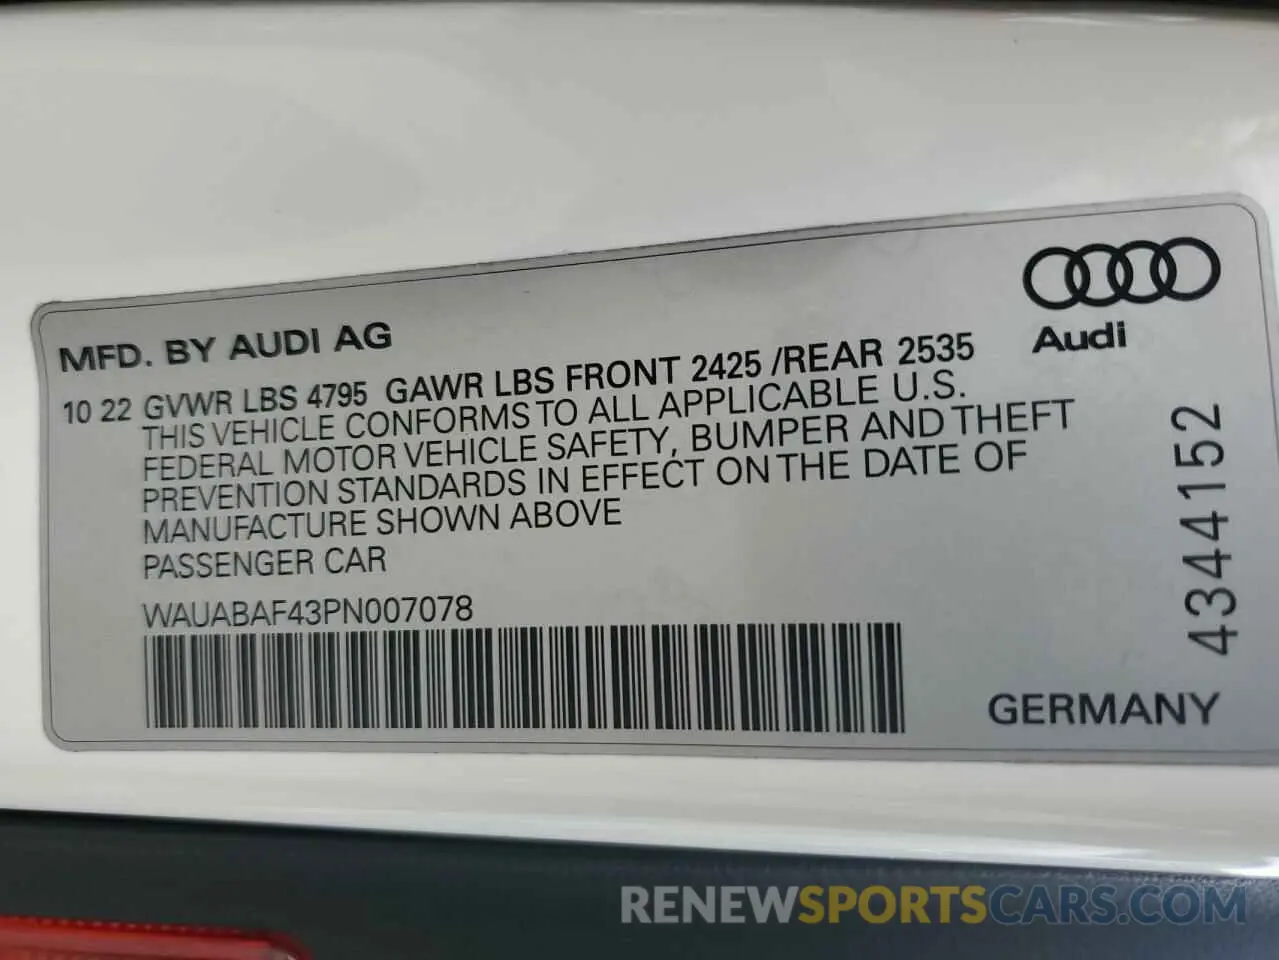 MFD. BY AUDI AG
Audi
10 22 GVWR LBS 4795 GAWR LBS FRONT 2425 /REAR 2535
THIS VEHICLE CONFORMS TO ALL APPLICABLE U.S.
FEDERAL MOTOR VEHICLE SAFETY, BUMPER AND THEFT
PREVENTION STANDARDS IN EFFECT ON THE DATE OF
MANUFACTURE SHOWN ABOVE
PASSENGER CAR
WAUABAF43PN007078
4344152
GERMANY
RENEWSPORTSCARS.COM